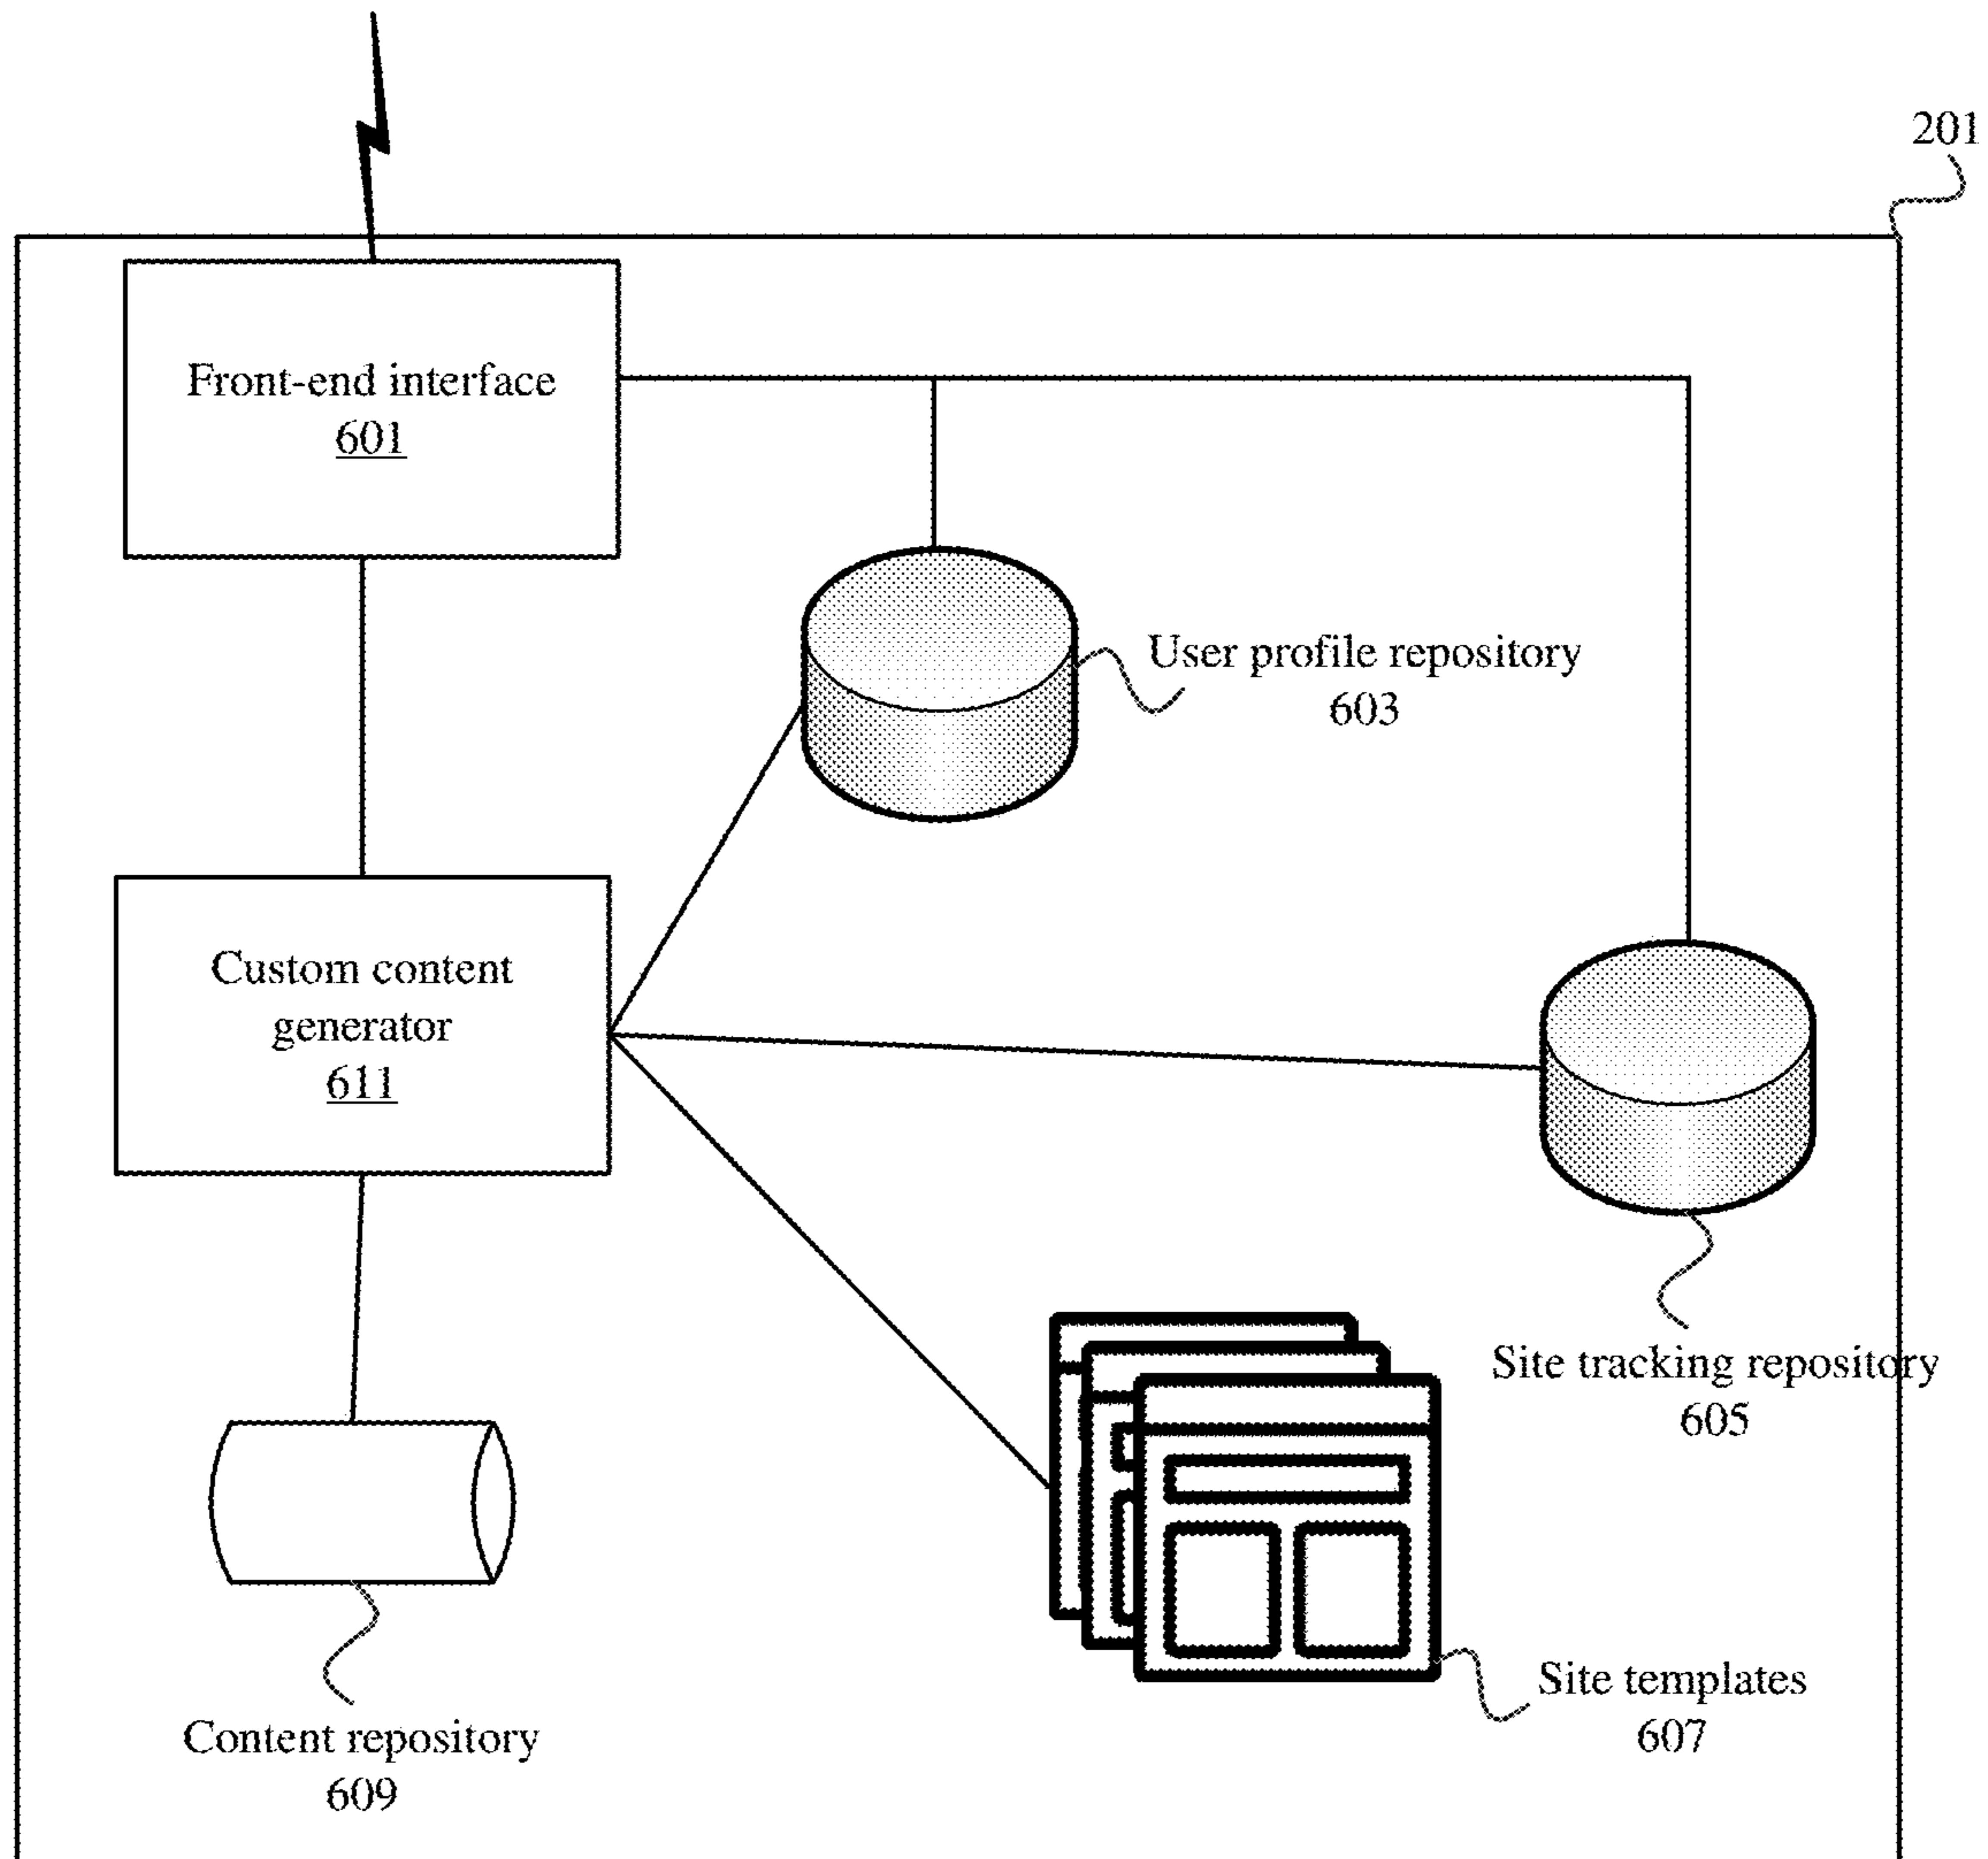 201
Front-end interface
601
User profile repository
603
Custom content
generator
611
Site tracking repository
605
Site templates
607
Content repository
609